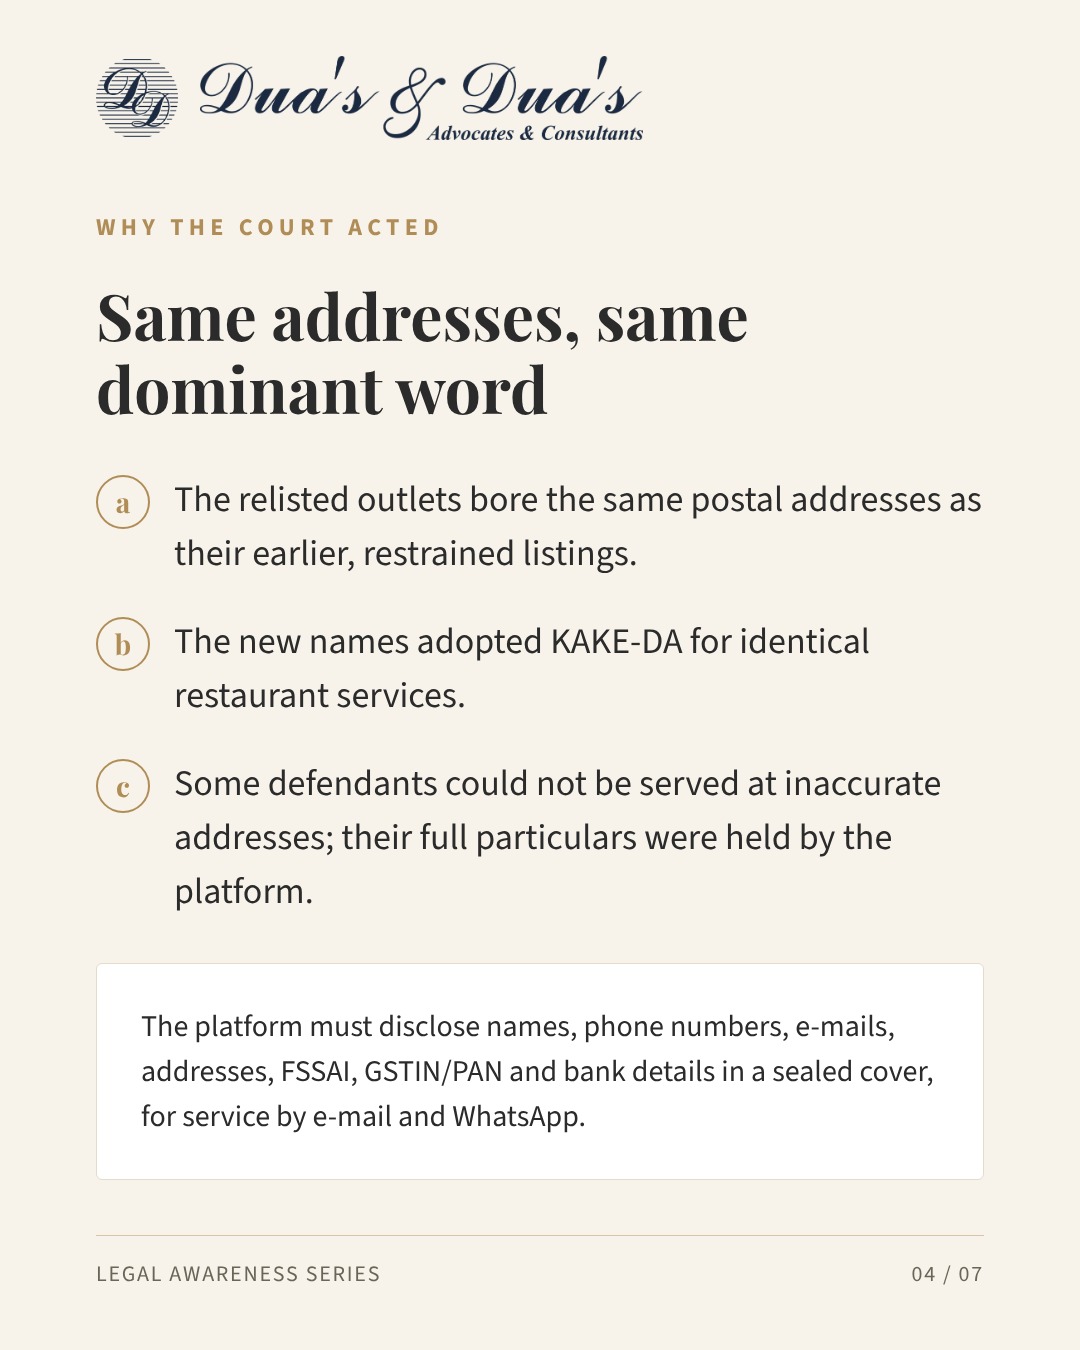 DD Dua's & Dua's
Advocates & Consultants
WHY THE COURT ACTED
Same addresses, same
dominant word
a The relisted outlets bore the same postal addresses as
their earlier, restrained listings.
b The new names adopted KAKE-DA for identical
restaurant services.
c Some defendants could not be served at inaccurate
addresses; their full particulars were held by the
platform.
The platform must disclose names, phone numbers, e-mails,
addresses, FSSAI, GSTIN/PAN and bank details in a sealed cover,
for service by e-mail and WhatsApp.
LEGAL AWARENESS SERIES 04 / 07